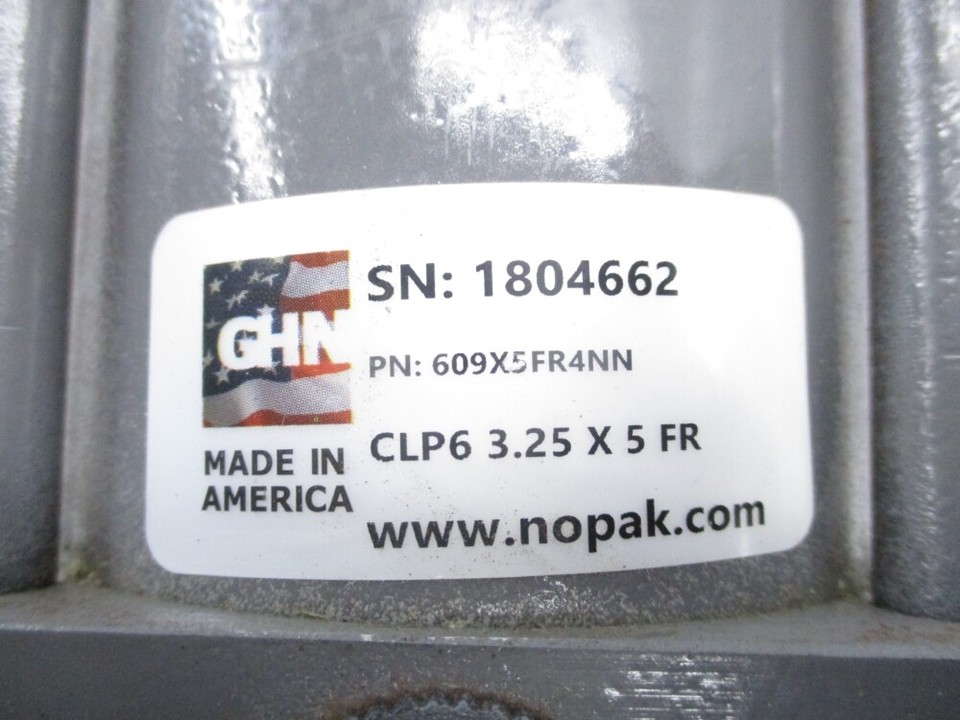 GHN
MADE IN
AMERICA
SN: 1804662
PN: 609X5FR4NN
CLP6 3.25 X 5 FR
www.nopak.com